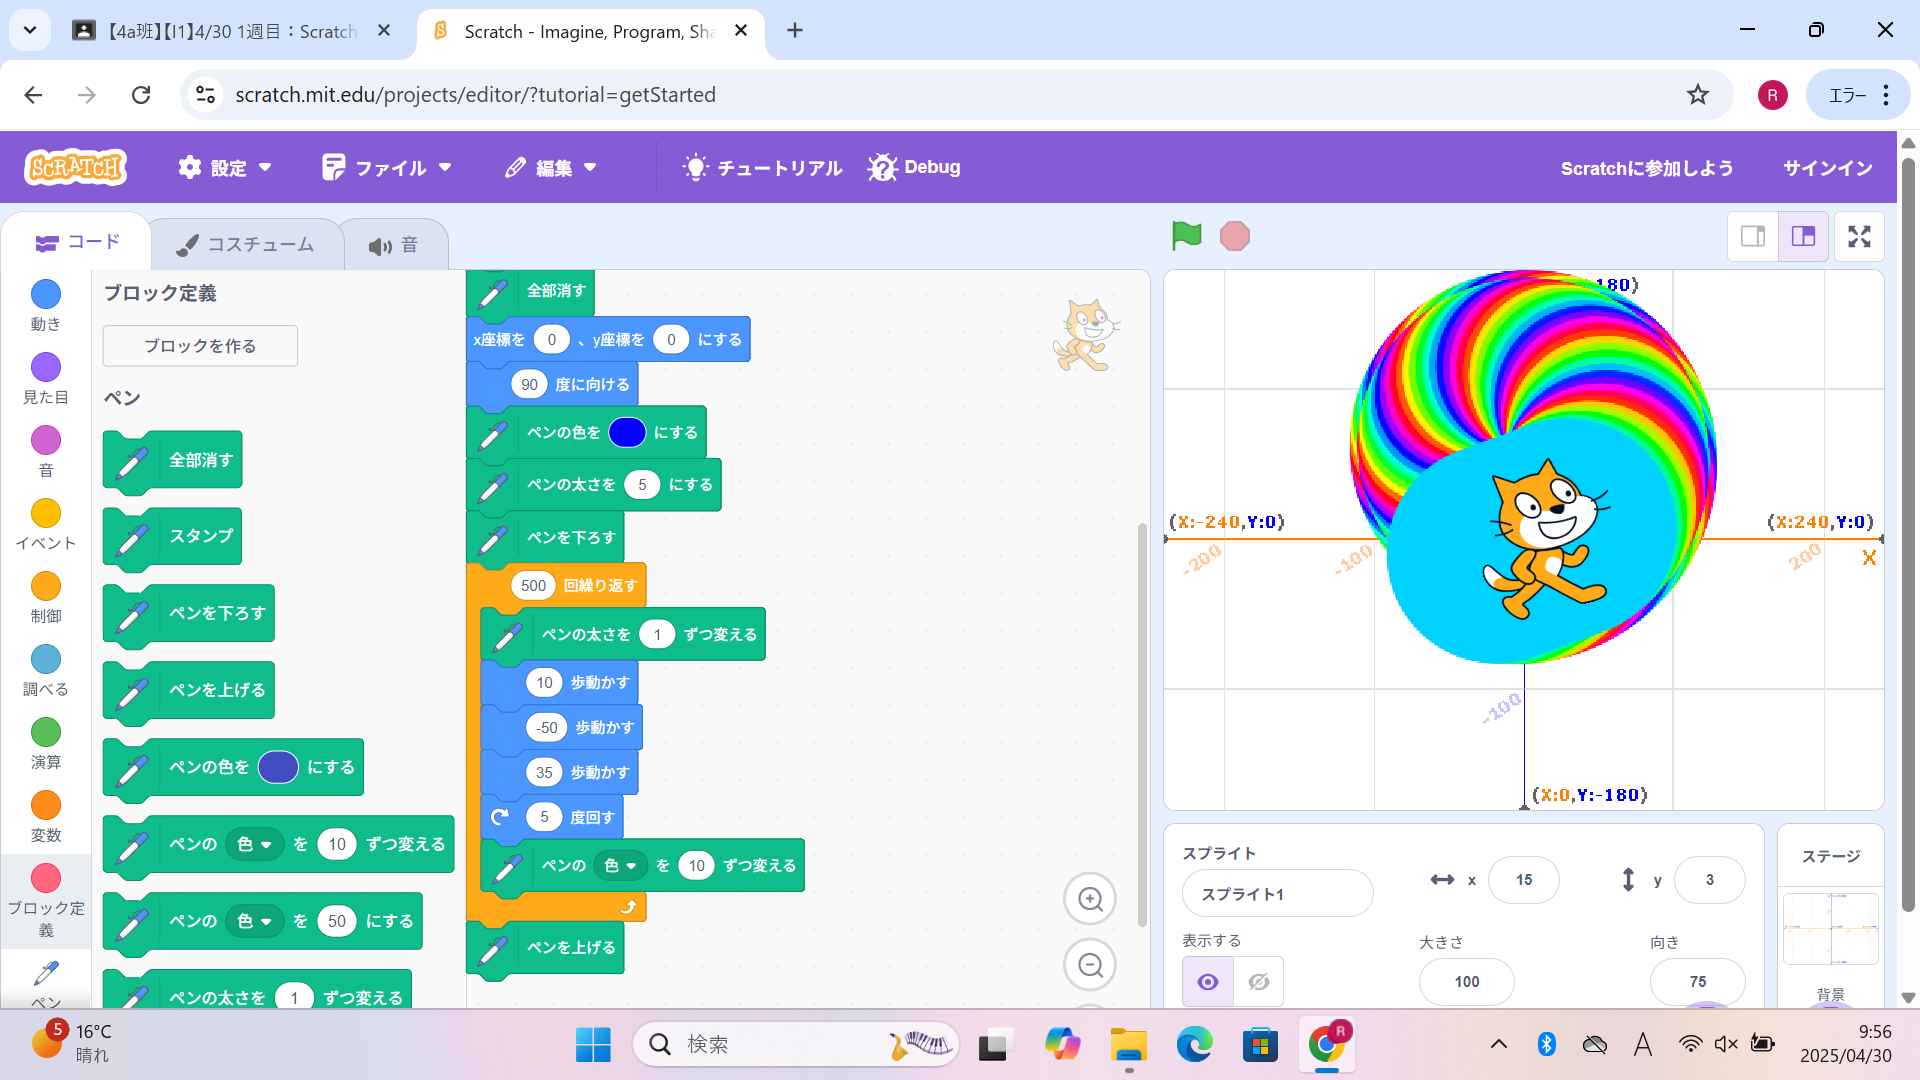 【4a班】【I1】4/30 1週目：Scratch
Scratch - Imagine, Program, Sha
scratch.mit.edu/projects/editor/?tutorial=getStarted
R
エラー
SCRATCH
設定
ファイル
編集
チュートリアル
Debug
Scratchに参加しよう
サインイン
コード
コスチューム
音
動き
見た目
音
イベント
制御
調べる
演算
変数
ブロック定
義
ペン
ブロック定義
ブロックを作る
ペン
全部消す
スタンプ
ペンを下ろす
ペンを上げる
ペンの色を にする
ペンの 色 を 10 ずつ変える
ペンの 色 を 50 にする
ペンの太さを 1 ずつ変える
全部消す
x座標を 0 、y座標を 0 にする
90 度に向ける
ペンの色を にする
ペンの太さを 5 にする
ペンを下ろす
500 回繰り返す
ペンの太さを 1 ずつ変える
10 歩動かす
-50 歩動かす
35 歩動かす
5 度回す
ペンの 色 を 10 ずつ変える
ペンを上げる
180)
(X:-240,Y:0)
(X:240,Y:0)
-200
-100
200
X
-100
(X:0,Y:-180)
スプライト
スプライト1
x 15
y 3
表示する
大きさ
100
向き
75
ステージ
背景
5
16°C
晴れ
検索
R
A
9:56
2025/04/30